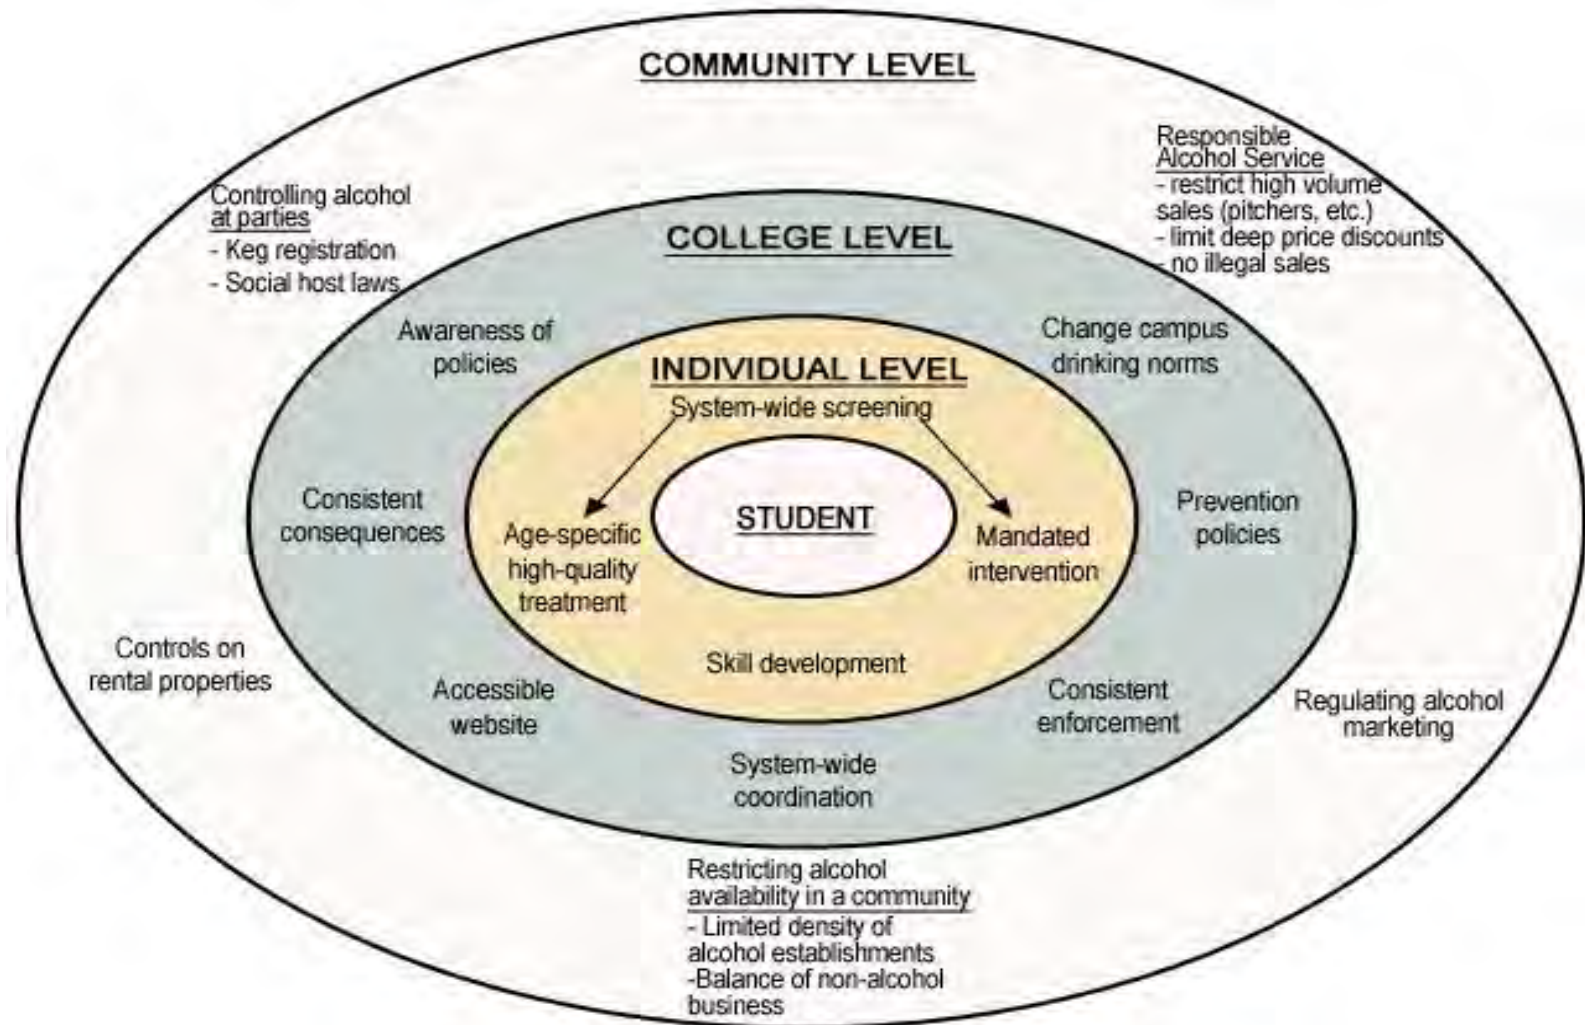 COMMUNITY LEVEL
Controlling alcohol
at parties
- Keg registration
- Social host laws
Responsible
Alcohol Service
- restrict high volume
sales (pitchers, etc.)
- limit deep price discounts
- no illegal sales
COLLEGE LEVEL
Awareness of
policies
Change campus
drinking norms
INDIVIDUAL LEVEL
System-wide screening
Consistent
consequences
Age-specific
high-quality
treatment
STUDENT
Mandated
intervention
Prevention
policies
Skill development
Controls on
rental properties
Accessible
website
System-wide
coordination
Consistent
enforcement
Regulating alcohol
marketing
Restricting alcohol
availability in a community
- Limited density of
alcohol establishments
-Balance of non-alcohol
business